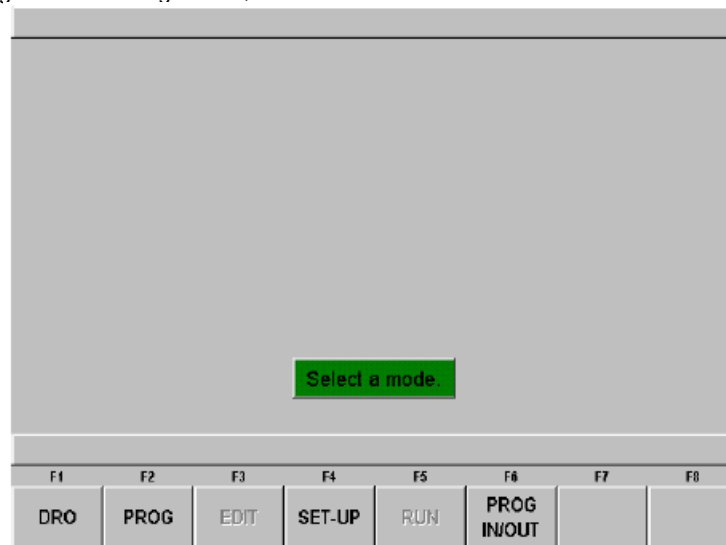 Select a mode.
F1 F2 F3 F4 F5 F6 F7 F8
DRO PROG EDIT SET-UP RUN PROG IN/OUT